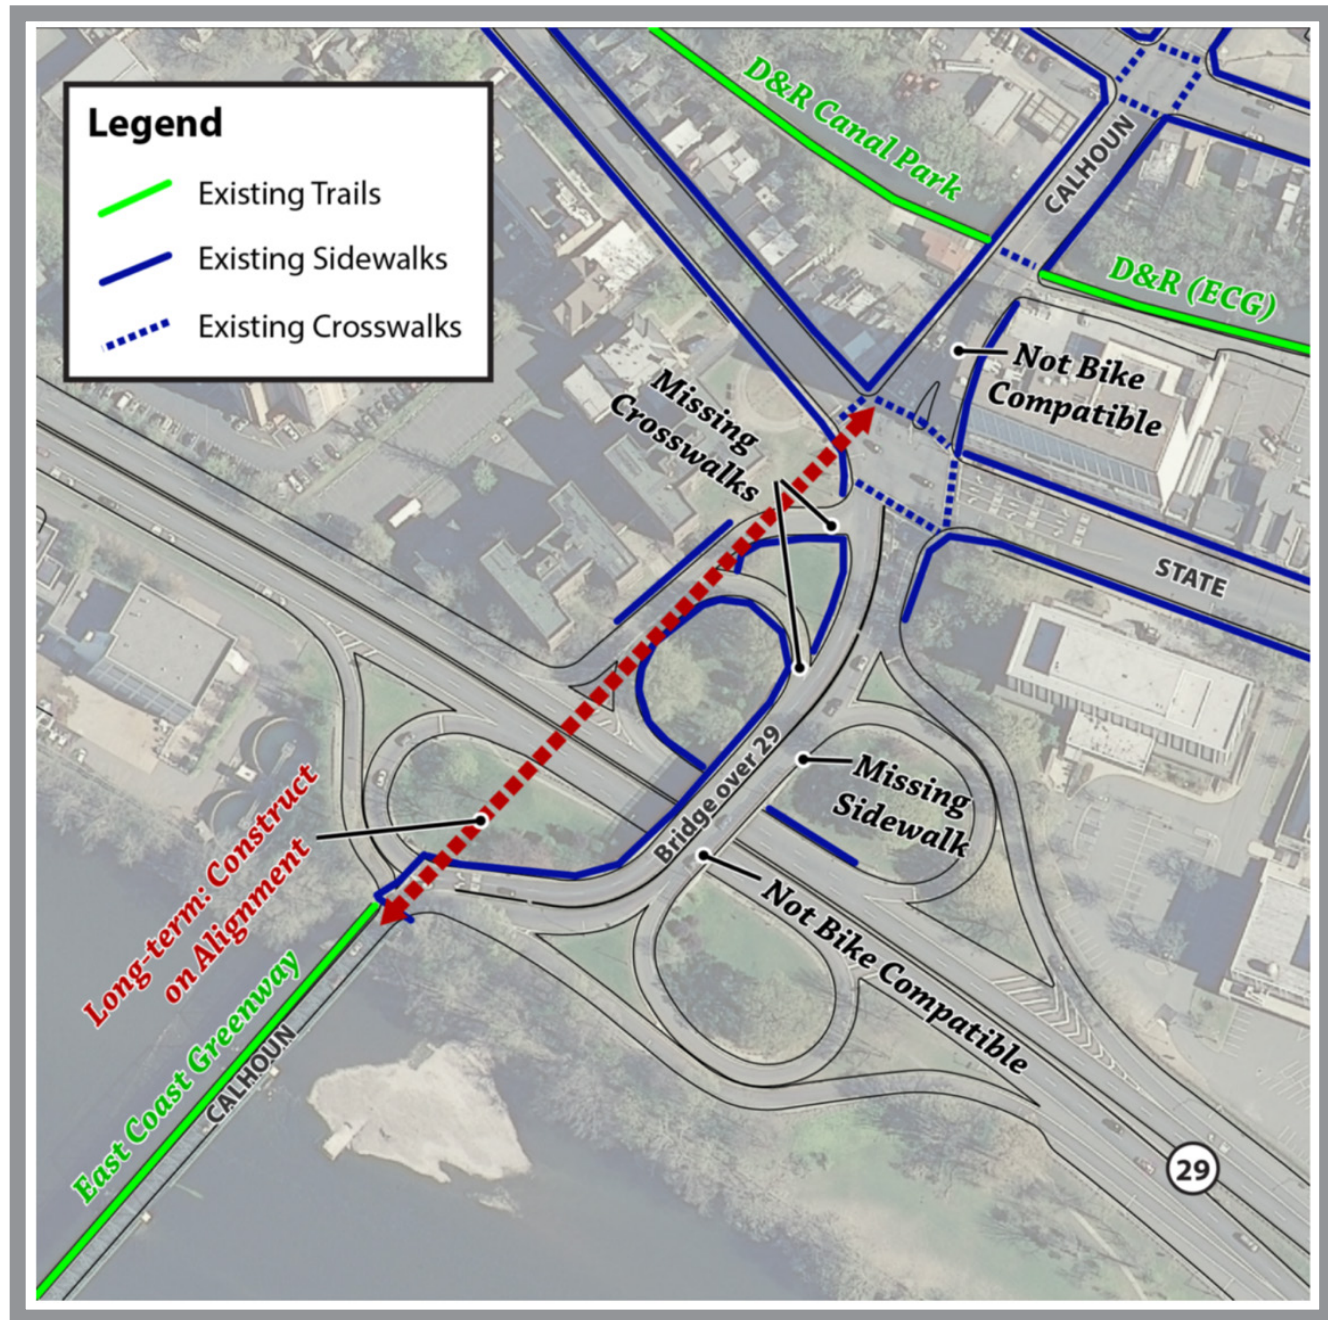 Legend
Existing Trails
Existing Sidewalks
Existing Crosswalks
D&R Canal Park
CALHOUN
D&R (ECG)
Not Bike
Compatible
Missing
Crosswalks
STATE
Bridge over 29
Missing
Sidewalk
Not Bike Compatible
Long-term: Construct
on Alignment
East Coast Greenway
CALHOUN
29